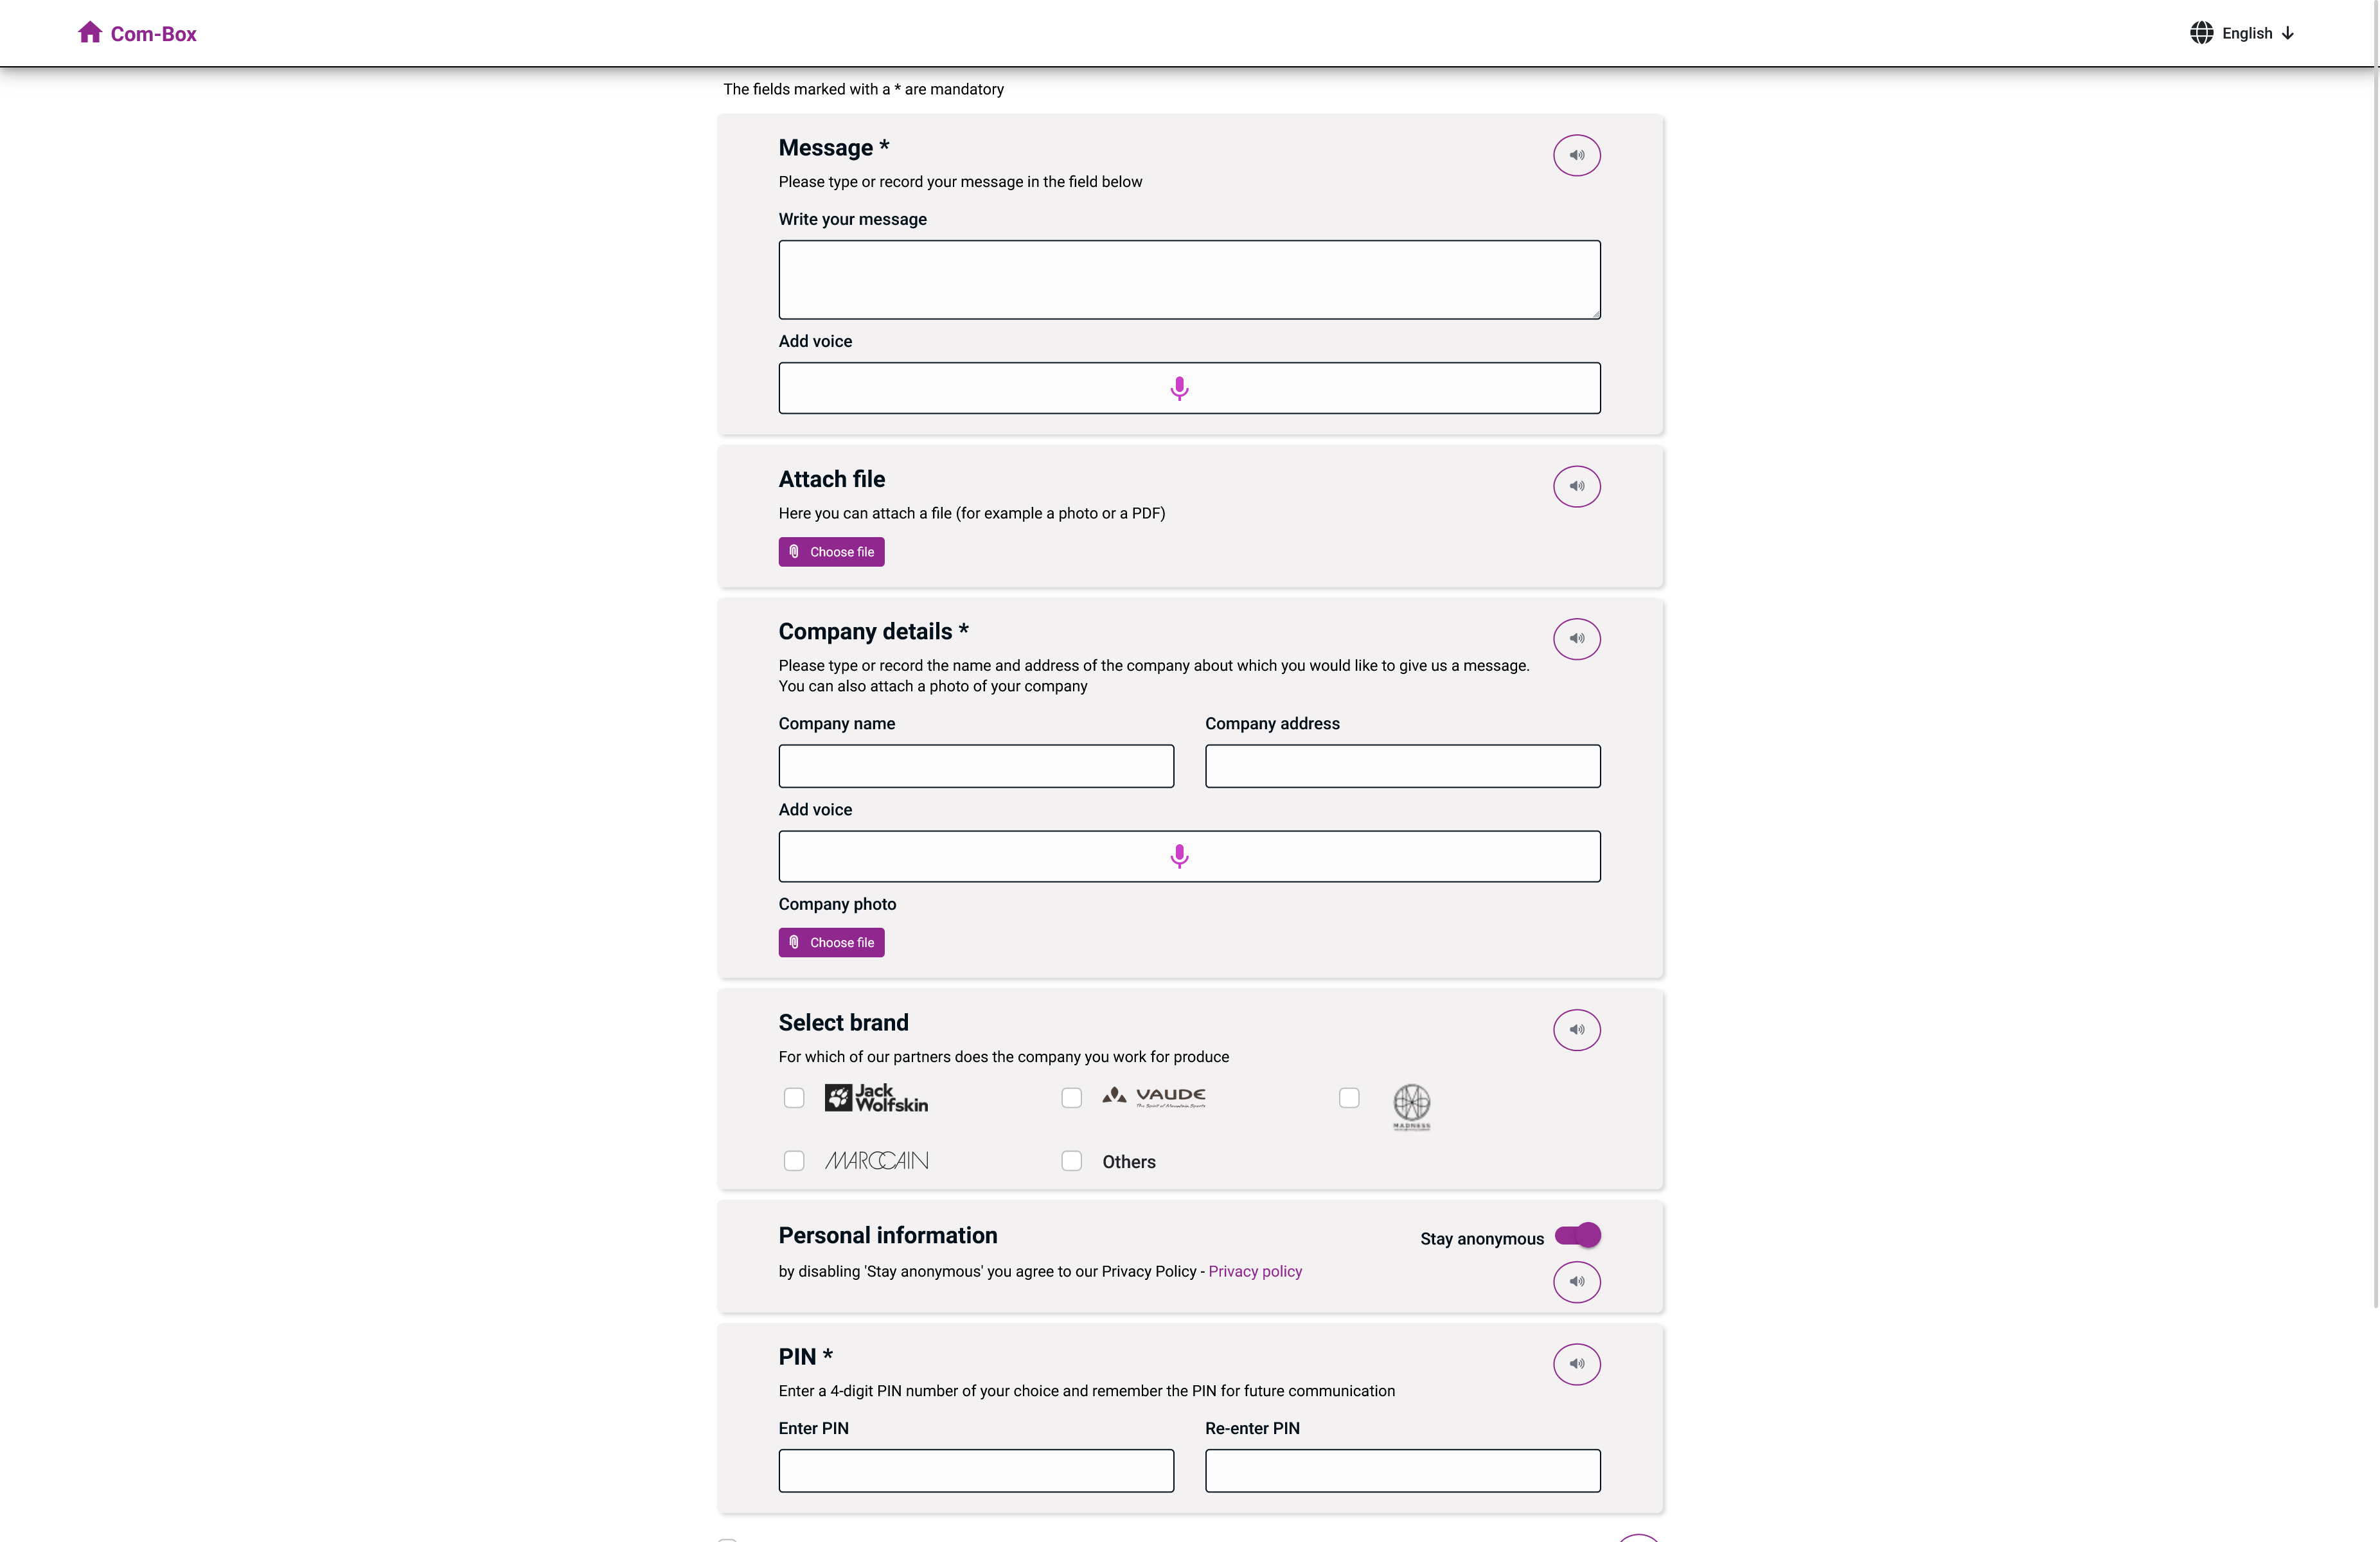 Com-Box
English
The fields marked with a * are mandatory
Message *
Please type or record your message in the field below
Write your message
Add voice
Attach file
Here you can attach a file (for example a photo or a PDF)
Choose file
Company details *
Please type or record the name and address of the company about which you would like to give us a message.
You can also attach a photo of your company
Company name
Company address
Add voice
Company photo
Choose file
Select brand
For which of our partners does the company you work for produce
Jack
Wolfskin
VAUDE
The Spirit of Mountain Sports
MADNESS
MARCCAIN
Others
Personal information
Stay anonymous
by disabling 'Stay anonymous' you agree to our Privacy Policy - Privacy policy
PIN *
Enter a 4-digit PIN number of your choice and remember the PIN for future communication
Enter PIN
Re-enter PIN